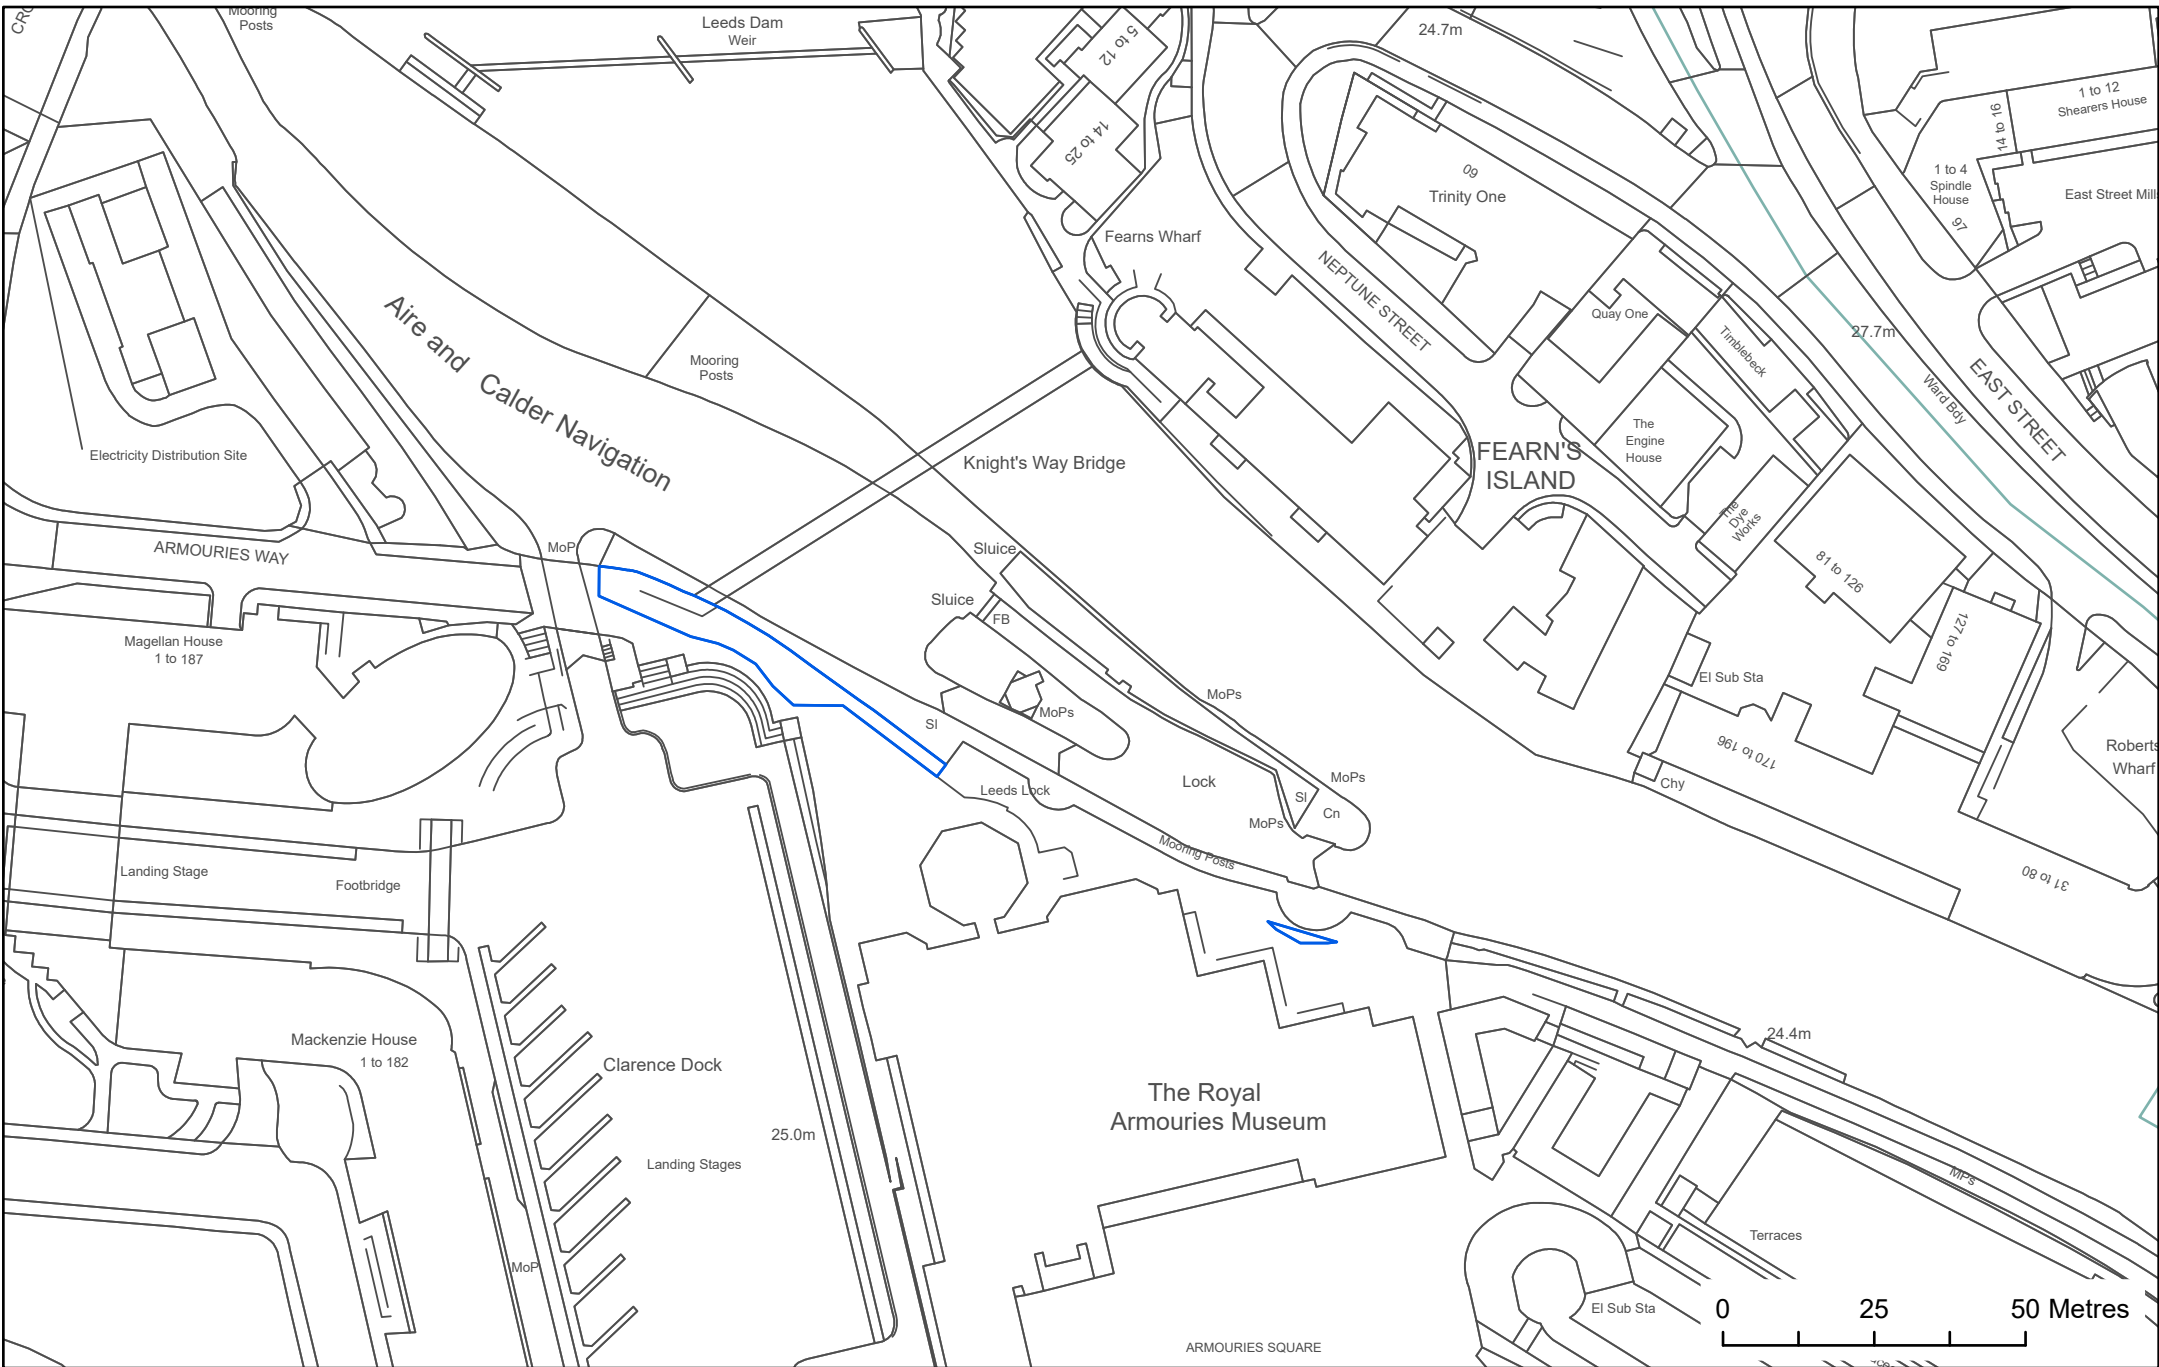 CRO
Mooring
Posts
Leeds Dam
Weir
5 to 12
24.7m
1 to 12
Shearers House
14 to 16
14 to 25
1 to 4
Spindle
House
97
East Street Mill
60
Trinity One
Fearns Wharf
NEPTUNE STREET
Quay One
Timblebeck
27.7m
Ward Bdy
EAST STREET
Aire and Calder Navigation
Mooring
Posts
The
Engine
House
FEARN'S
ISLAND
Knight's Way Bridge
Electricity Distribution Site
The
Dye
Works
ARMOURIES WAY
MoP
Sluice
81 to 126
Sluice
FB
127 to 169
Magellan House
1 to 187
El Sub Sta
MoPs
MoPs
Sl
170 to 196
Roberts
Wharf
Lock
MoPs
Chy
Leeds Lock
Sl
Cn
MoPs
Mooring Posts
Landing Stage
Footbridge
31 to 80
24.4m
Mackenzie House
1 to 182
Clarence Dock
The Royal
Armouries Museum
25.0m
Landing Stages
MPs
Terraces
MoP
El Sub Sta
0 25 50 Metres
ARMOURIES SQUARE